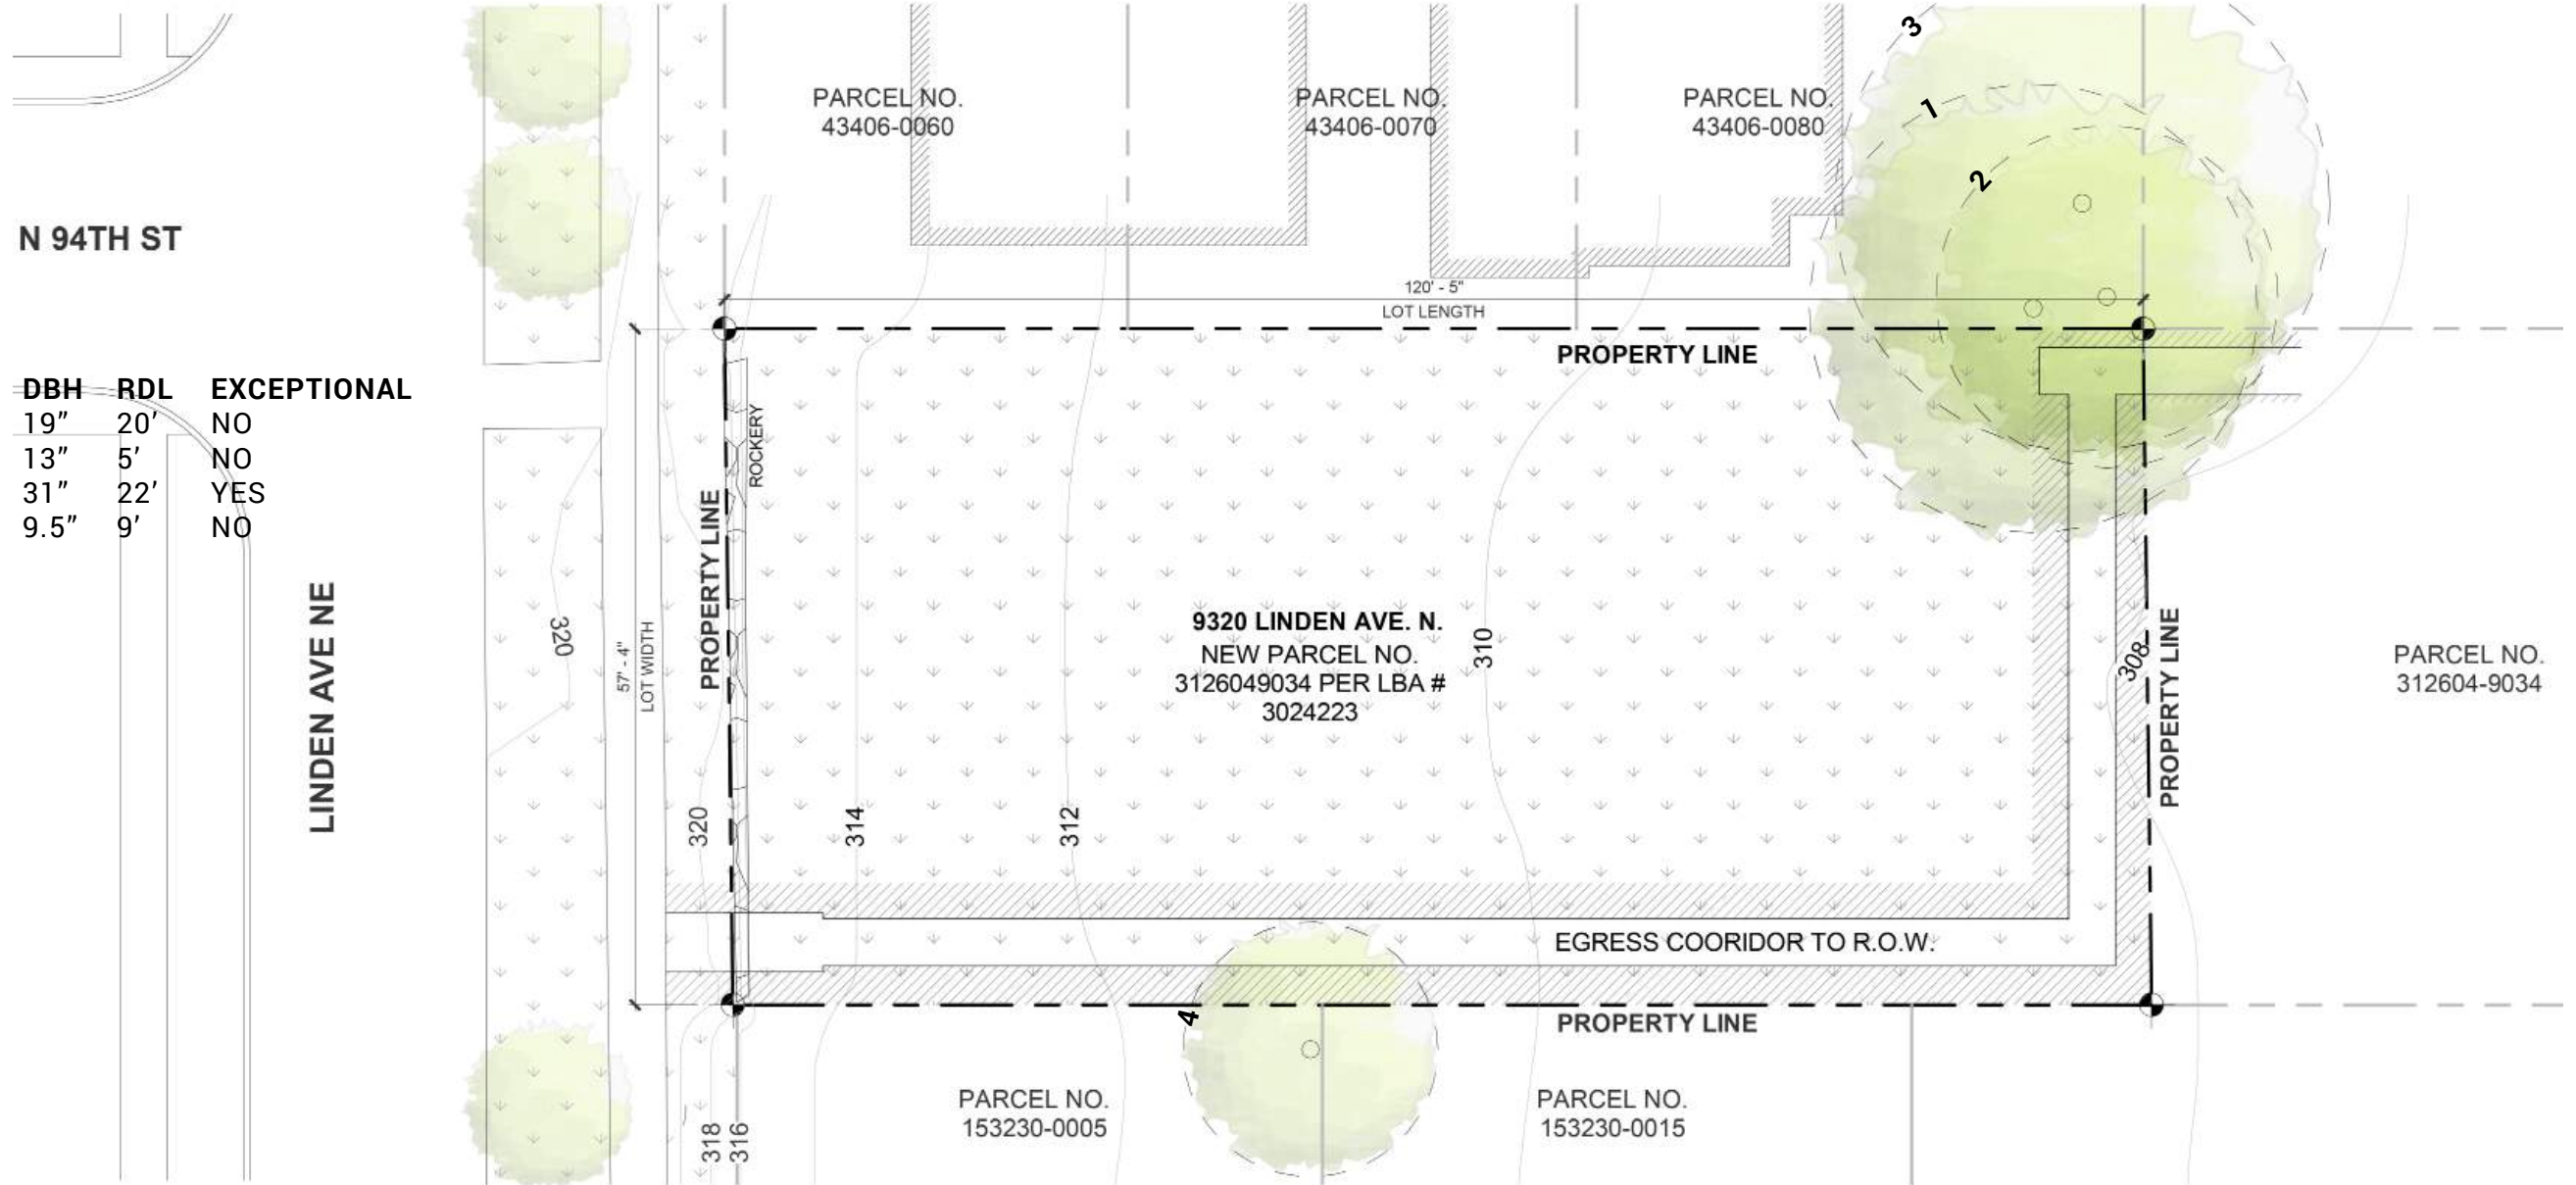 3
1
2
PARCEL NO.
43406-0060
PARCEL NO.
43406-0070
PARCEL NO.
43406-0080
N 94TH ST
120' - 5"
LOT LENGTH
PROPERTY LINE
DBH RDL EXCEPTIONAL
19” 20’ NO
13” 5’ NO
31” 22’ YES
9.5” 9’ NO
ROCKERY
PROPERTY LINE
LINDEN AVE NE
320
57' - 4"
LOT WIDTH
9320 LINDEN AVE. N.
NEW PARCEL NO.
3126049034 PER LBA #
3024223
310
308
PROPERTY LINE
PARCEL NO.
312604-9034
320
314
312
EGRESS COORIDOR TO R.O.W.
4
PROPERTY LINE
PARCEL NO.
153230-0005
PARCEL NO.
153230-0015
318
316